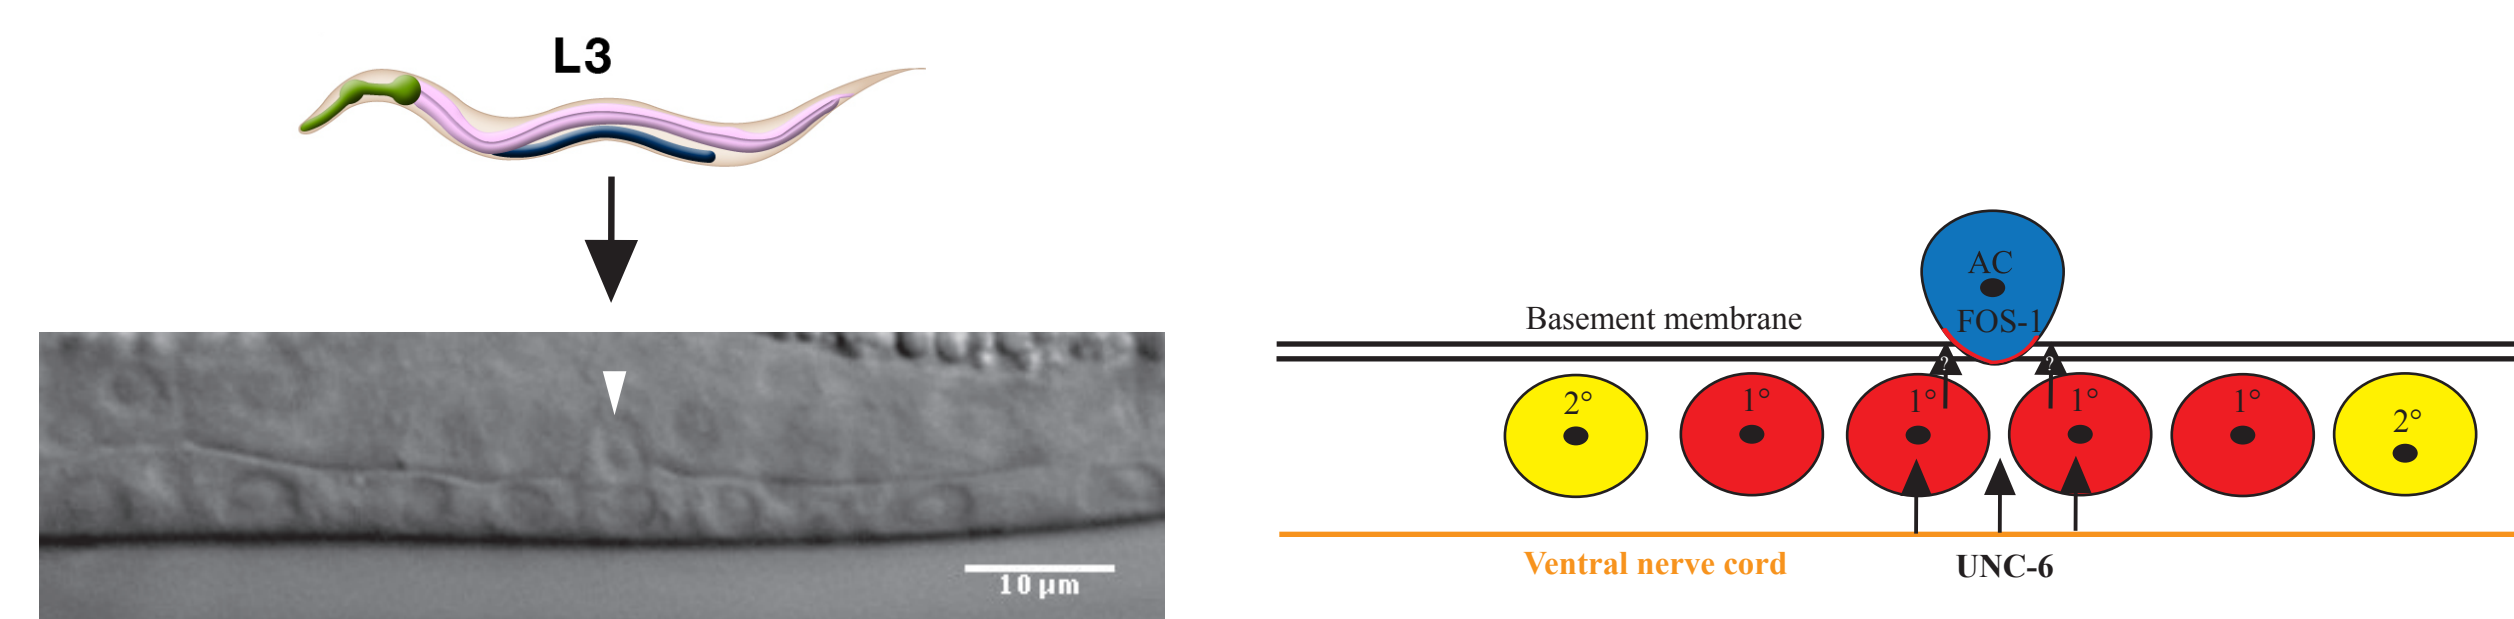 L3
10 µm
AC
FOS-1
Basement membrane
? ?
2° 1° 1° 1° 1° 2°
Ventral nerve cord
UNC-6